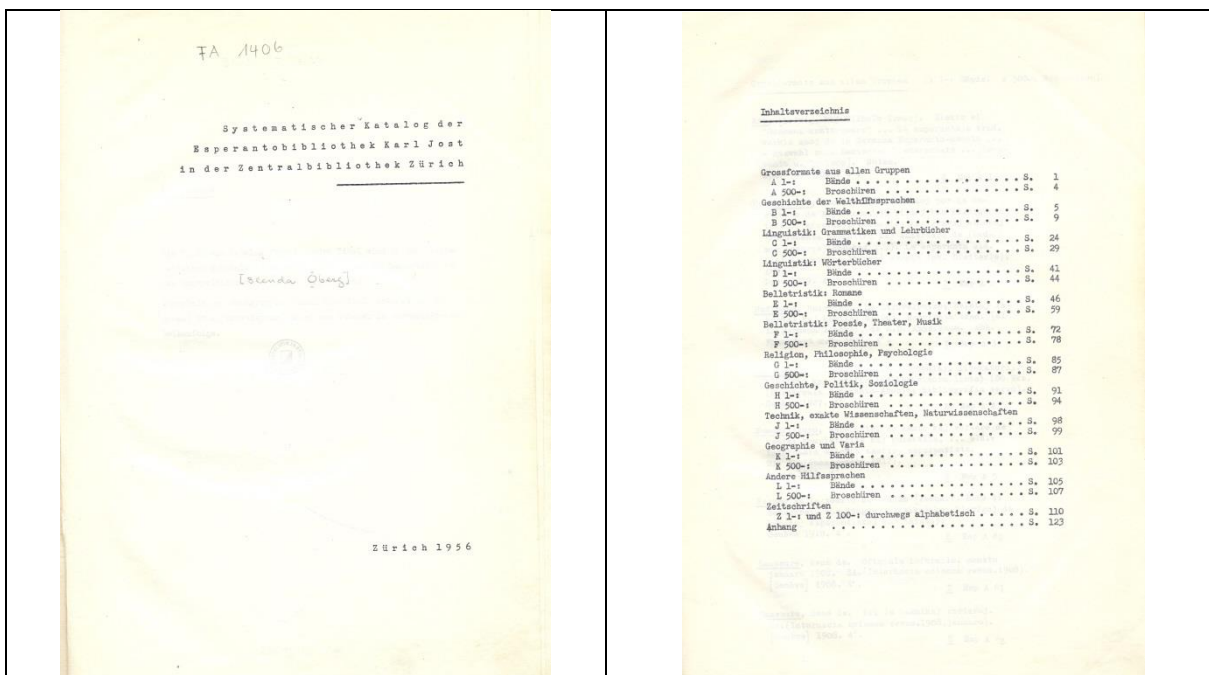 FA 1406
Systematischer Katalog der
Esperantobibliothek Karl Jost
in der Zentralbibliothek Zürich
Zürich 1956
Inhaltsverzeichnis
Grossformate aus allen Gruppen
A 1-: Bände . . . . . . . . . . . . . . . . . S. 1
A 500-: Broschüren . . . . . . . . . . . . . . S. 4
Geschichte der Welthilfssprachen
B 1-: Bände . . . . . . . . . . . . . . . . . S. 5
B 500-: Broschüren . . . . . . . . . . . . . . S. 9
Linguistik: Grammatiken und Lehrbücher
C 1-: Bände . . . . . . . . . . . . . . . . . S. 24
C 500-: Broschüren . . . . . . . . . . . . . . S. 29
Linguistik: Wörterbücher
D 1-: Bände . . . . . . . . . . . . . . . . . S. 41
D 500-: Broschüren . . . . . . . . . . . . . . S. 44
Belletristik: Romane
E 1-: Bände . . . . . . . . . . . . . . . . . S. 46
E 500-: Broschüren . . . . . . . . . . . . . . S. 59
Belletristik: Poesie, Theater, Musik
F 1-: Bände . . . . . . . . . . . . . . . . . S. 72
F 500-: Broschüren . . . . . . . . . . . . . . S. 78
Religion, Philosophie, Psychologie
G 1-: Bände . . . . . . . . . . . . . . . . . S. 85
G 500-: Broschüren . . . . . . . . . . . . . . S. 87
Geschichte, Politik, Soziologie
H 1-: Bände . . . . . . . . . . . . . . . . . S. 91
H 500-: Broschüren . . . . . . . . . . . . . . S. 94
Technik, exakte Wissenschaften, Naturwissenschaften
J 1-: Bände . . . . . . . . . . . . . . . . . S. 98
J 500-: Broschüren . . . . . . . . . . . . . . S. 99
Geographie und Varia
K 1-: Bände . . . . . . . . . . . . . . . . . S. 101
K 500-: Broschüren . . . . . . . . . . . . . . S. 103
Andere Hilfssprachen
L 1-: Bände . . . . . . . . . . . . . . . . . S. 105
L 500-: Broschüren . . . . . . . . . . . . . . S. 107
Zeitschriften
Z 1-: und Z 100-: durchwegs alphabetisch . . . . . S. 110
Anhang . . . . . . . . . . . . . . . . . . . . S. 123